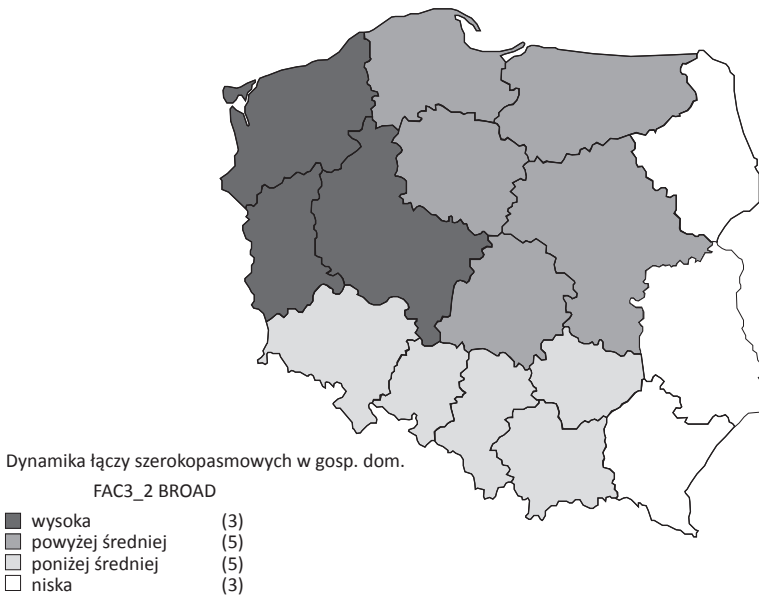 Dynamika łączy szerokopasmowych w gosp. dom.
FAC3_2 BROAD
wysoka (3)
powyżej średniej (5)
poniżej średniej (5)
niska (3)